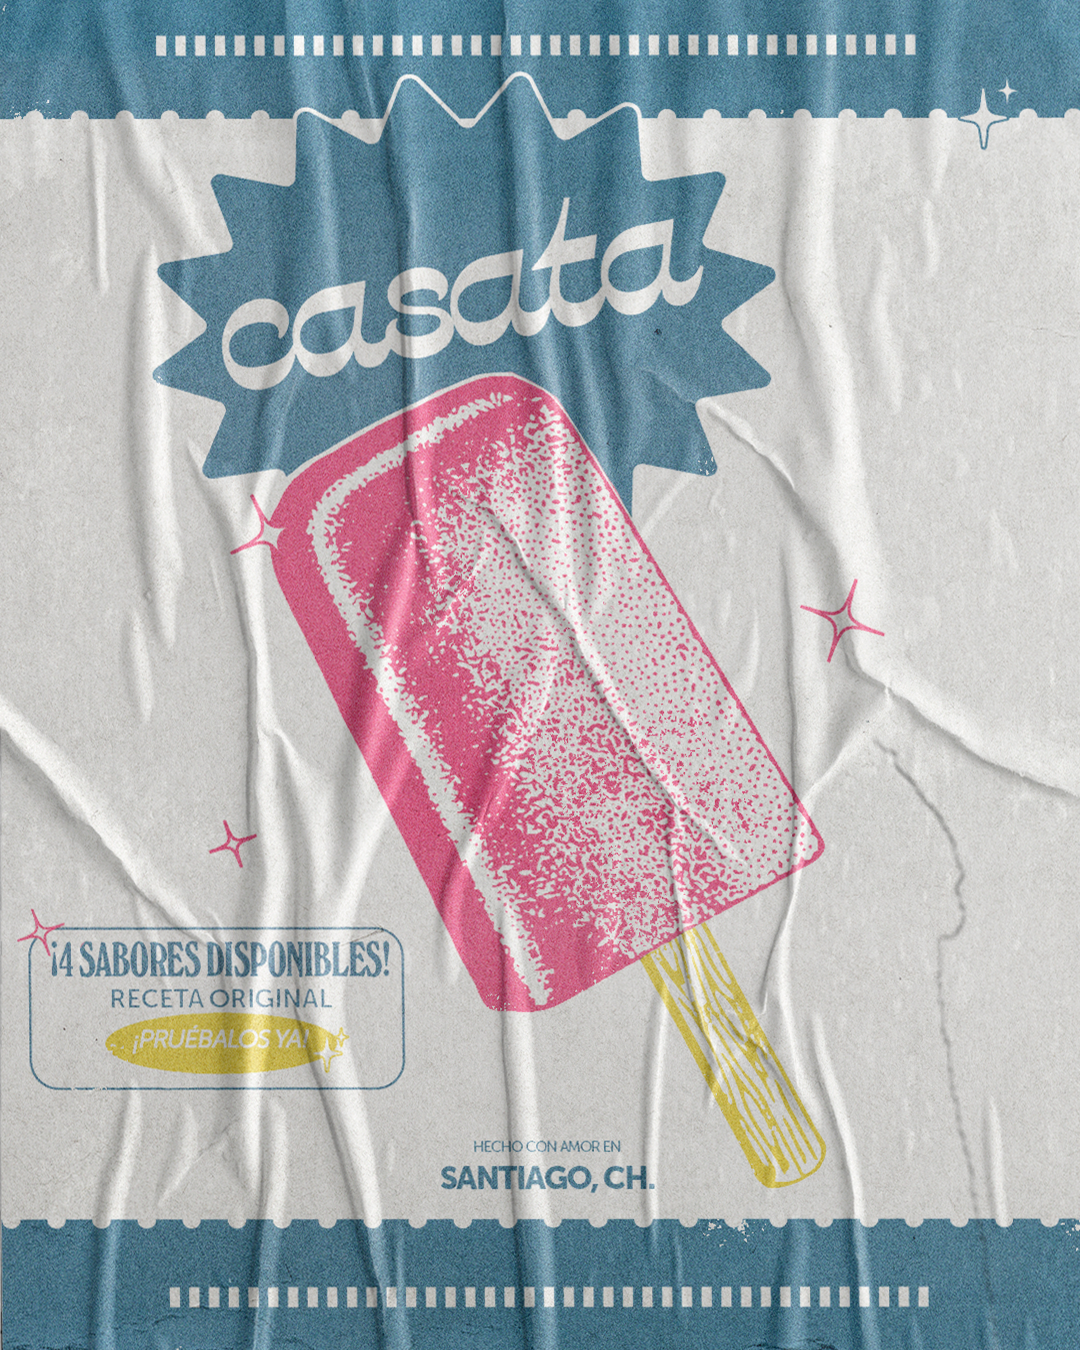 casata
¡4 SABORES DISPONIBLES!
RECETA ORIGINAL
¡PRUÉBALOS YA!
HECHO CON AMOR EN
SANTIAGO, CH.